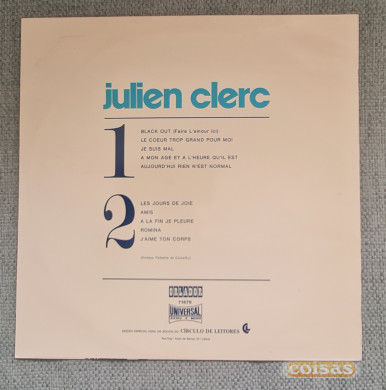 julien clerc
1
BLACK OUT (Faire L'amour ici)
LE COEUR TROP GRAND POUR MOI
JE SUIS MAL
A MON AGE ET À L'HEURE QU'IL EST
AUJOURD'HUI RIEN N'EST NORMAL
2
LES JOURS DE JOIE
AMIS
A LA FIN JE PLEURE
ROMINA
J'AIME TON CORPS
UNIVERSAL
CÍRCULO DE LEITORES
coisas